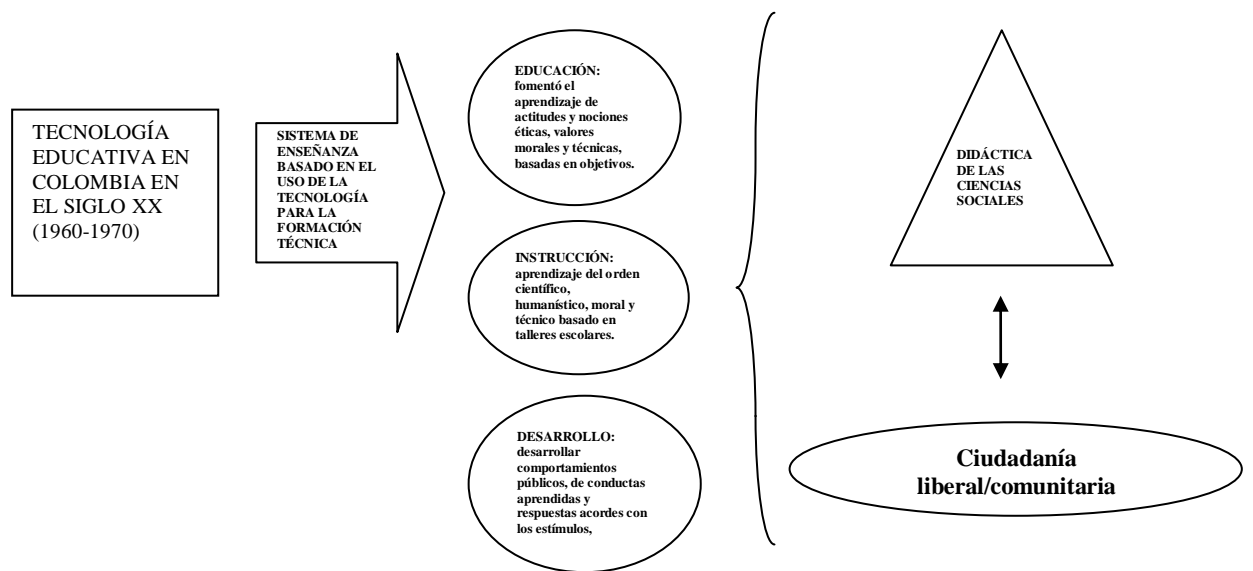 TECNOLOGÍA
EDUCATIVA EN
COLOMBIA EN
EL SIGLO XX
(1960-1970)
SISTEMA DE
ENSEÑANZA
BASADO EN EL
USO DE LA
TECNOLOGÍA
PARA LA
FORMACIÓN
TÉCNICA
EDUCACIÓN:
fomentó el
aprendizaje de
actitudes y nociones
éticas, valores
morales y técnicas,
basadas en objetivos.
INSTRUCCIÓN:
aprendizaje del orden
científico,
humanístico, moral y
técnico basado en
talleres escolares.
DESARROLLO:
desarrollar
comportamientos
públicos, de conductas
aprendidas y
respuestas acordes con
los estímulos,
DIDÁCTICA
DE LAS
CIENCIAS
SOCIALES
Ciudadanía
liberal/comunitaria